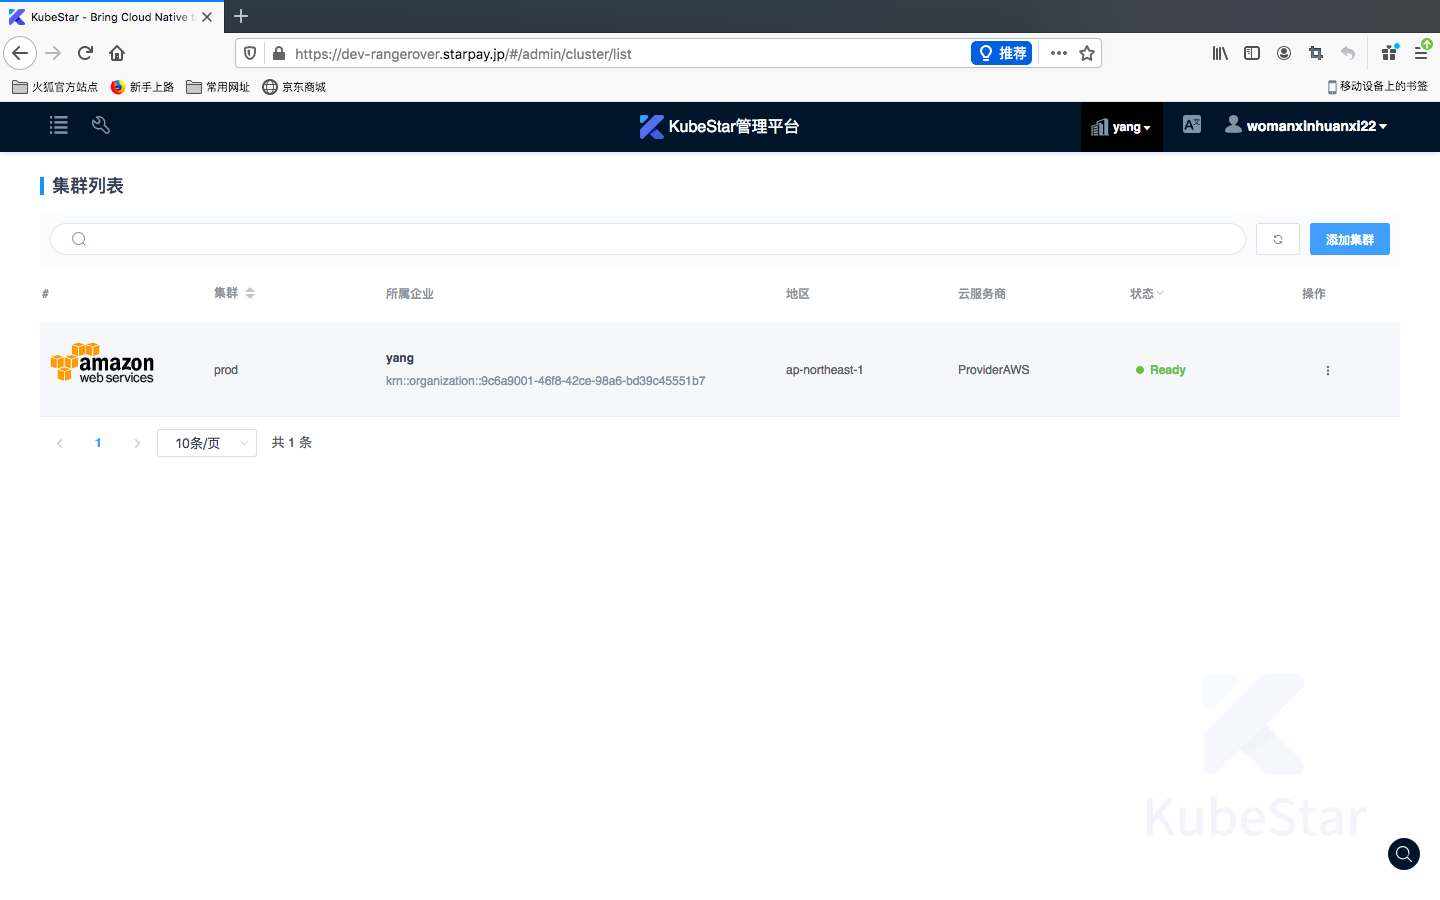 KubeStar - Bring Cloud Native t
https://dev-rangerover.starpay.jp/#/admin/cluster/list
推荐
火狐官方站点
新手上路
常用网址
京东商城
移动设备上的书签
KubeStar管理平台
yang
womanxinhuanxi22
集群列表
添加集群
# 集群 所属企业 地区 云服务商 状态 操作
amazon
web services
prod
yang
krn::organization::9c6a9001-46f8-42ce-98a6-bd39c45551b7
ap-northeast-1
ProviderAWS
Ready
1
10条/页
共 1 条
KubeStar